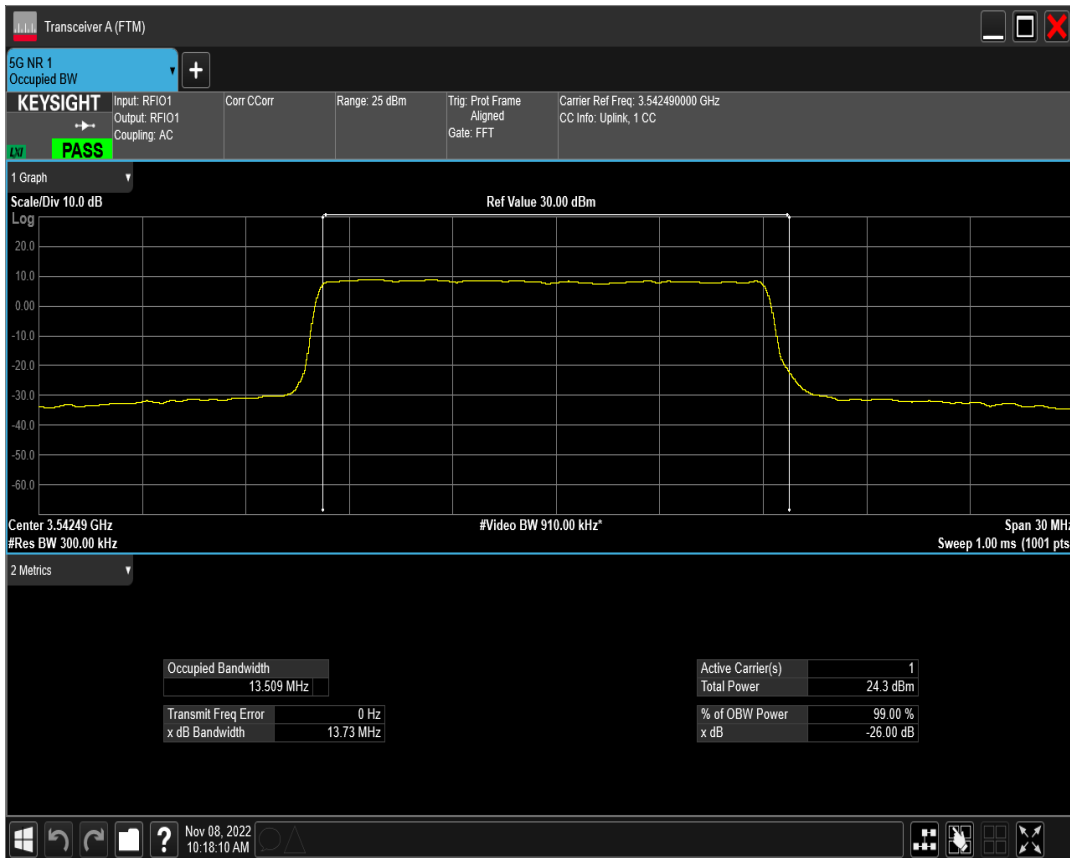 Transceiver A (FTM)
5G NR 1
Occupied BW
+
KEYSIGHT
LXI
PASS
Input: RFIO1
Output: RFIO1
Coupling: AC
Corr CCorr
Range: 25 dBm
Trig: Prot Frame
Aligned
Gate: FFT
Carrier Ref Freq: 3.542490000 GHz
CC Info: Uplink, 1 CC
1 Graph
Scale/Div 10.0 dB
Ref Value 30.00 dBm
Log
20.0
10.0
0.00
-10.0
-20.0
-30.0
-40.0
-50.0
-60.0
Center 3.54249 GHz
#Video BW 910.00 kHz*
Span 30 MHz
#Res BW 300.00 kHz
Sweep 1.00 ms (1001 pts
2 Metrics
Occupied Bandwidth
13.509 MHz
Transmit Freq Error 0 Hz
x dB Bandwidth 13.73 MHz
Active Carrier(s) 1
Total Power 24.3 dBm
% of OBW Power 99.00 %
x dB -26.00 dB
?
Nov 08, 2022
10:18:10 AM